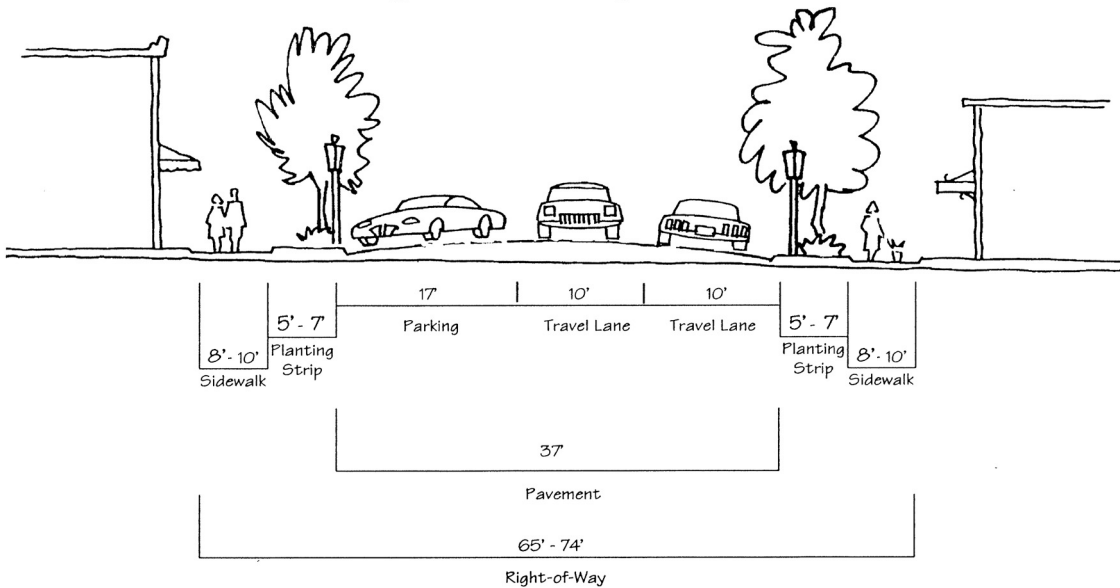 17' 10' 10'
Parking Travel Lane Travel Lane
5' - 7' 5' - 7'
Planting Strip Planting Strip
8' - 10' 8' - 10'
Sidewalk Sidewalk
37'
Pavement
65' - 74'
Right-of-Way